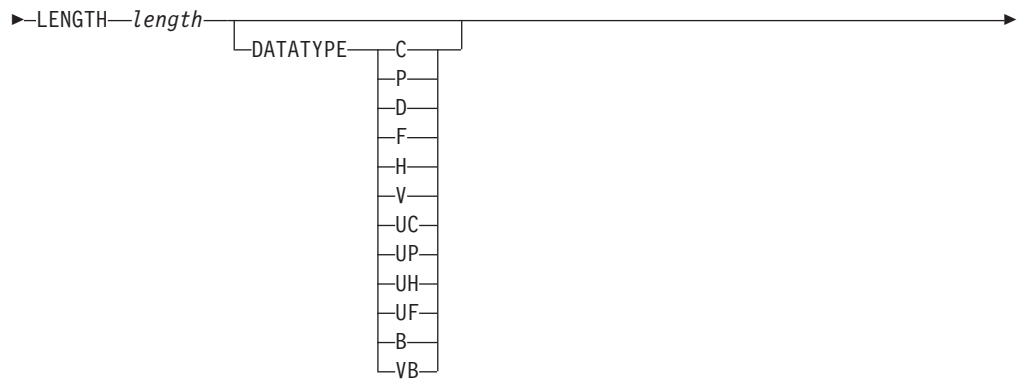 LENGTH length
DATATYPE C
P
D
F
H
V
UC
UP
UH
UF
B
VB